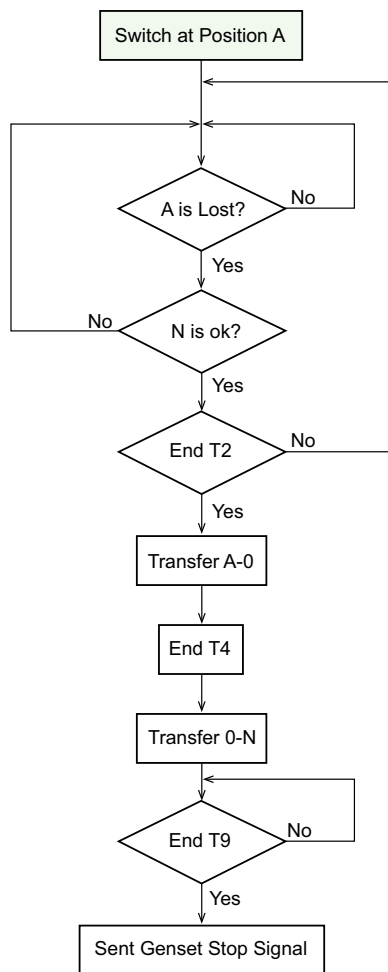 Switch at Position A
A is Lost?
No
Yes
N is ok?
No
Yes
End T2
No
Yes
Transfer A-0
End T4
Transfer 0-N
End T9
No
Yes
Sent Genset Stop Signal